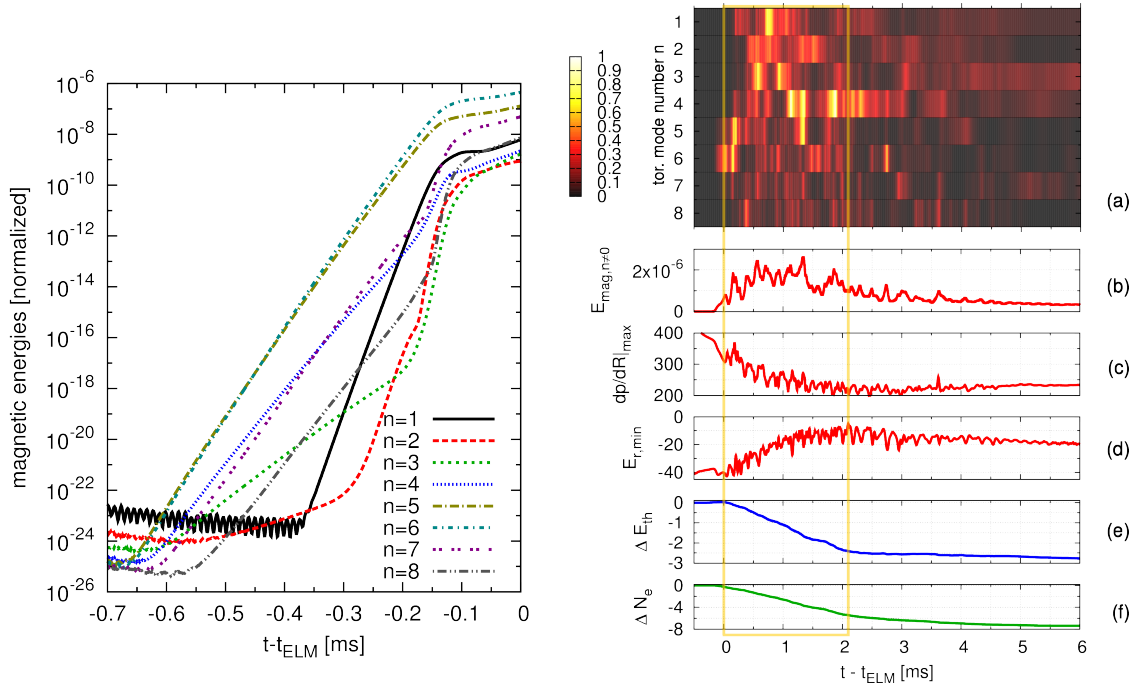 magnetic energies [normalized]
10⁻⁶
10⁻⁸
10⁻¹⁰
10⁻¹²
10⁻¹⁴
10⁻¹⁶
10⁻¹⁸
10⁻²⁰
10⁻²²
10⁻²⁴
10⁻²⁶
n=1
n=2
n=3
n=4
n=5
n=6
n=7
n=8
-0.7 -0.6 -0.5 -0.4 -0.3 -0.2 -0.1 0
t-t_ELM [ms]
1
0.9
0.8
0.7
0.6
0.5
0.4
0.3
0.2
0.1
0
tor. mode number n
1
2
3
4
5
6
7
8
(a)
E_mag,n≠0
2x10⁻⁶
0
(b)
dp/dR|_max
400
300
200
(c)
E_r,min
0
-20
-40
(d)
Δ E_th
0
-1
-2
-3
(e)
Δ N_e
0
-4
-8
(f)
0 1 2 3 4 5 6
t - t_ELM [ms]